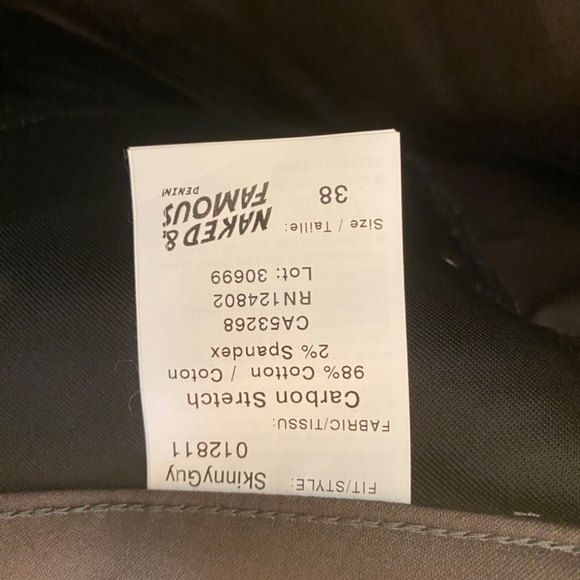 FIT/STYLE: SkinnyGuy
012811
FABRIC/TISSU:
Carbon Stretch
98% Cotton / Coton
2% Spandex
CA53268
RN124802
Lot: 30699
Size / Taille: 38
NAKED &
FAMOUS
DENIM